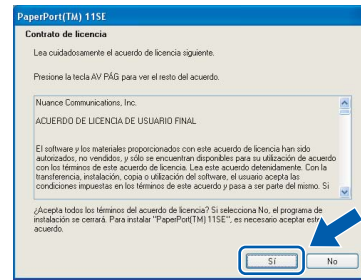 PaperPort(TM) 11SE
Contrato de licencia
Lea cuidadosamente el acuerdo de licencia siguiente.
Presione la tecla AV PÁG para ver el resto del acuerdo.
Nuance Communications, Inc.
ACUERDO DE LICENCIA DE USUARIO FINAL
El software y los materiales proporcionados con este acuerdo de licencia han sido
autorizados, no vendidos, y sólo se encuentran disponibles para su utilización de acuerdo
con los términos de este acuerdo de licencia. Lea este acuerdo detenidamente. Con la
transferencia, instalación, copia o utilización del software, el usuario acepta las
condiciones impuestas en los términos de este acuerdo y pasa a ser parte del mismo. Si
¿Acepta todos los términos del acuerdo de licencia? Si selecciona No, el programa de
instalación se cerrará. Para instalar "PaperPort(TM) 11SE", es necesario aceptar este
acuerdo.
Sí
No